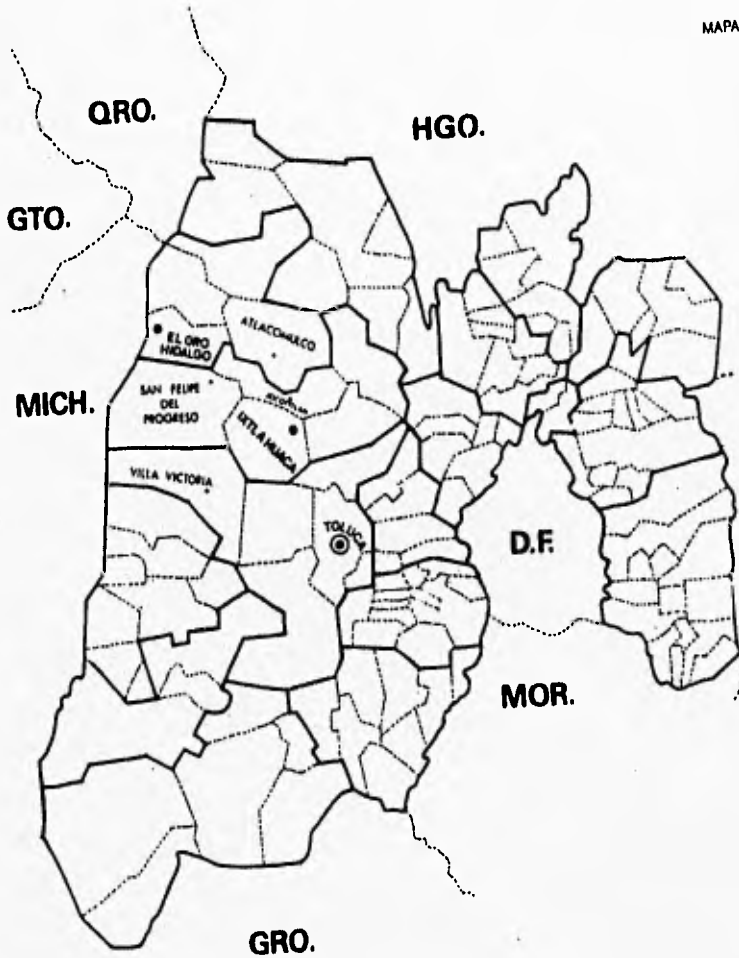 MAPA
QRO.
HGO.
GTO.
ATLACOMULCO
EL ORO
HIDALGO
MICH.
SAN FELIPE
DEL
PROGRESO
IXTLAHUACA
VILLA VICTORIA
TOLUCA
D.F.
MOR.
GRO.